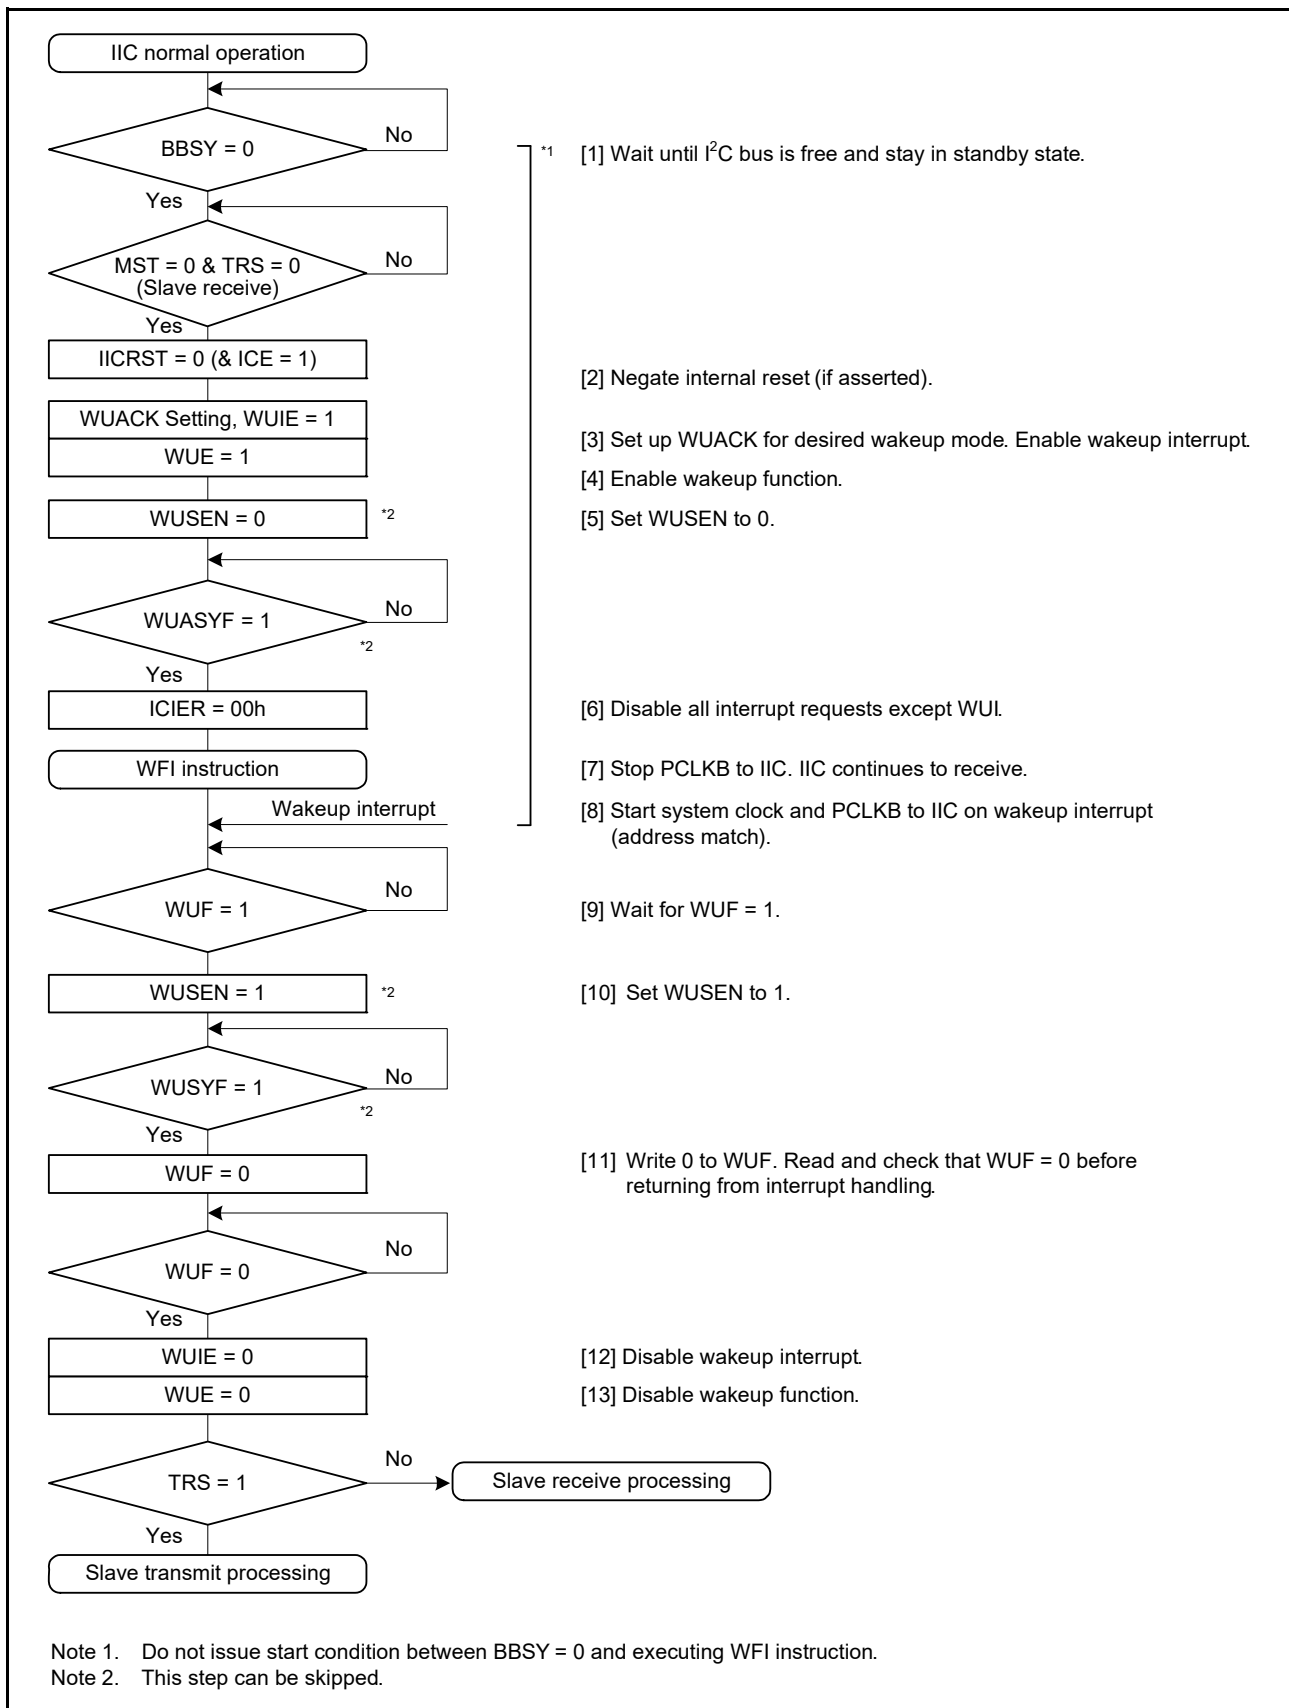 IIC normal operation
No
BBSY = 0
*1
[1] Wait until I²C bus is free and stay in standby state.
Yes
No
MST = 0 & TRS = 0
(Slave receive)
Yes
IICRST = 0 (& ICE = 1)
[2] Negate internal reset (if asserted).
WUACK Setting, WUIE = 1
[3] Set up WUACK for desired wakeup mode. Enable wakeup interrupt.
WUE = 1
[4] Enable wakeup function.
WUSEN = 0
*2
[5] Set WUSEN to 0.
No
WUASYF = 1
*2
Yes
ICIER = 00h
[6] Disable all interrupt requests except WUI.
WFI instruction
[7] Stop PCLKB to IIC. IIC continues to receive.
Wakeup interrupt
[8] Start system clock and PCLKB to IIC on wakeup interrupt
(address match).
No
WUF = 1
[9] Wait for WUF = 1.
WUSEN = 1
*2
[10] Set WUSEN to 1.
No
WUSYF = 1
*2
Yes
WUF = 0
[11] Write 0 to WUF. Read and check that WUF = 0 before
returning from interrupt handling.
No
WUF = 0
Yes
WUIE = 0
[12] Disable wakeup interrupt.
WUE = 0
[13] Disable wakeup function.
No
TRS = 1
Slave receive processing
Yes
Slave transmit processing
Note 1. Do not issue start condition between BBSY = 0 and executing WFI instruction.
Note 2. This step can be skipped.